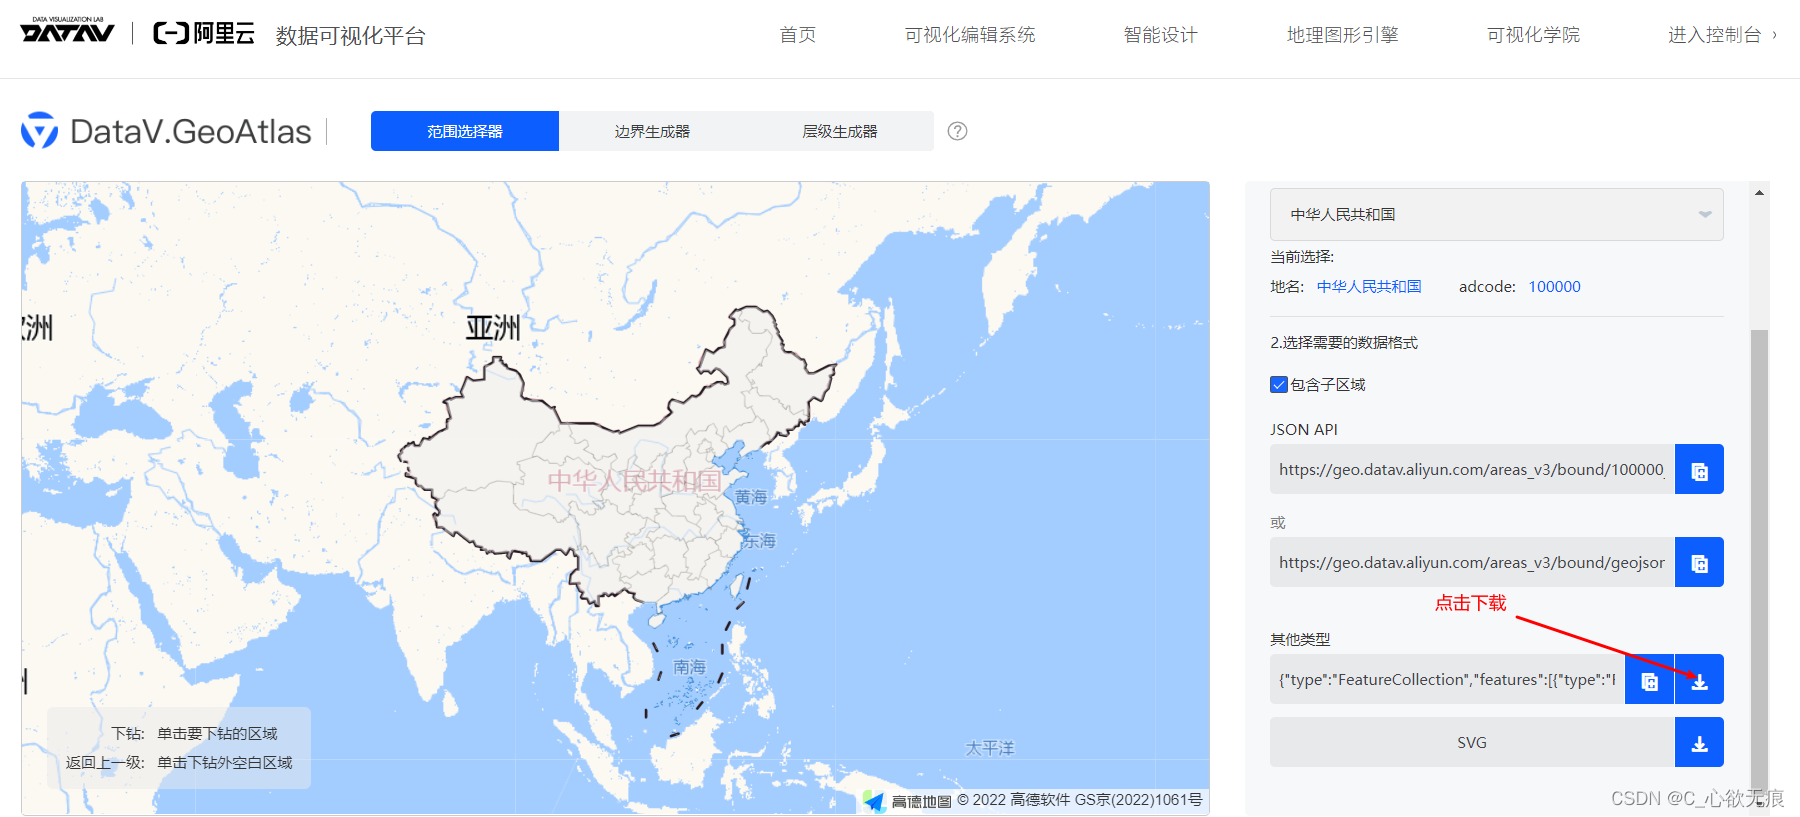 DATA VISUALIZATION LAB
DATAV
阿里云
数据可视化平台
首页
可视化编辑系统
智能设计
地理图形引擎
可视化学院
进入控制台 ›
DataV.GeoAtlas
范围选择器
边界生成器
层级生成器
?
中华人民共和国
当前选择:
地名: 中华人民共和国 adcode: 100000
2.选择需要的数据格式
包含子区域
JSON API
https://geo.datav.aliyun.com/areas_v3/bound/100000_
或
https://geo.datav.aliyun.com/areas_v3/bound/geojsor
点击下载
其他类型
{"type":"FeatureCollection","features":[{"type":"F
SVG
亚洲
中华人民共和国
黄海
东海
南海
太平洋
下钻: 单击要下钻的区域
返回上一级: 单击下钻外空白区域
高德地图 © 2022 高德软件 GS京(2022)1061号
CSDN @C_心欲无痕